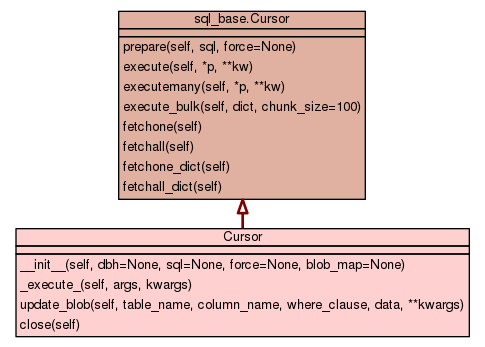 sql_base.Cursor
prepare(self, sql, force=None)
execute(self, *p, **kw)
executemany(self, *p, **kw)
execute_bulk(self, dict, chunk_size=100)
fetchone(self)
fetchall(self)
fetchone_dict(self)
fetchall_dict(self)
Cursor
__init__(self, dbh=None, sql=None, force=None, blob_map=None)
_execute_(self, args, kwargs)
update_blob(self, table_name, column_name, where_clause, data, **kwargs)
close(self)